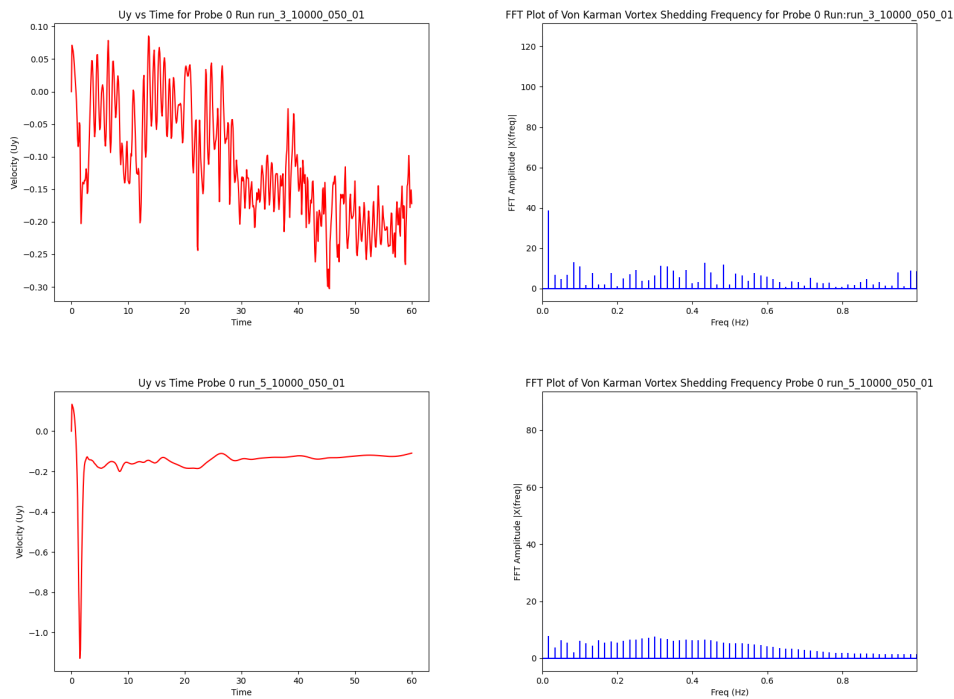 Uy vs Time for Probe 0 Run run_3_10000_050_01
0.10
0.05
0.00
−0.05
−0.10
−0.15
−0.20
−0.25
−0.30
Velocity (Uy)
0 10 20 30 40 50 60
Time
FFT Plot of Von Karman Vortex Shedding Frequency for Probe 0 Run:run_3_10000_050_01
120
100
80
60
40
20
0
FFT Amplitude |X(freq)|
0.0 0.2 0.4 0.6 0.8
Freq (Hz)
Uy vs Time Probe 0 run_5_10000_050_01
0.0
−0.2
−0.4
−0.6
−0.8
−1.0
Velocity (Uy)
0 10 20 30 40 50 60
Time
FFT Plot of Von Karman Vortex Shedding Frequency Probe 0 run_5_10000_050_01
80
60
40
20
0
FFT Amplitude |X(freq)|
0.0 0.2 0.4 0.6 0.8
Freq (Hz)